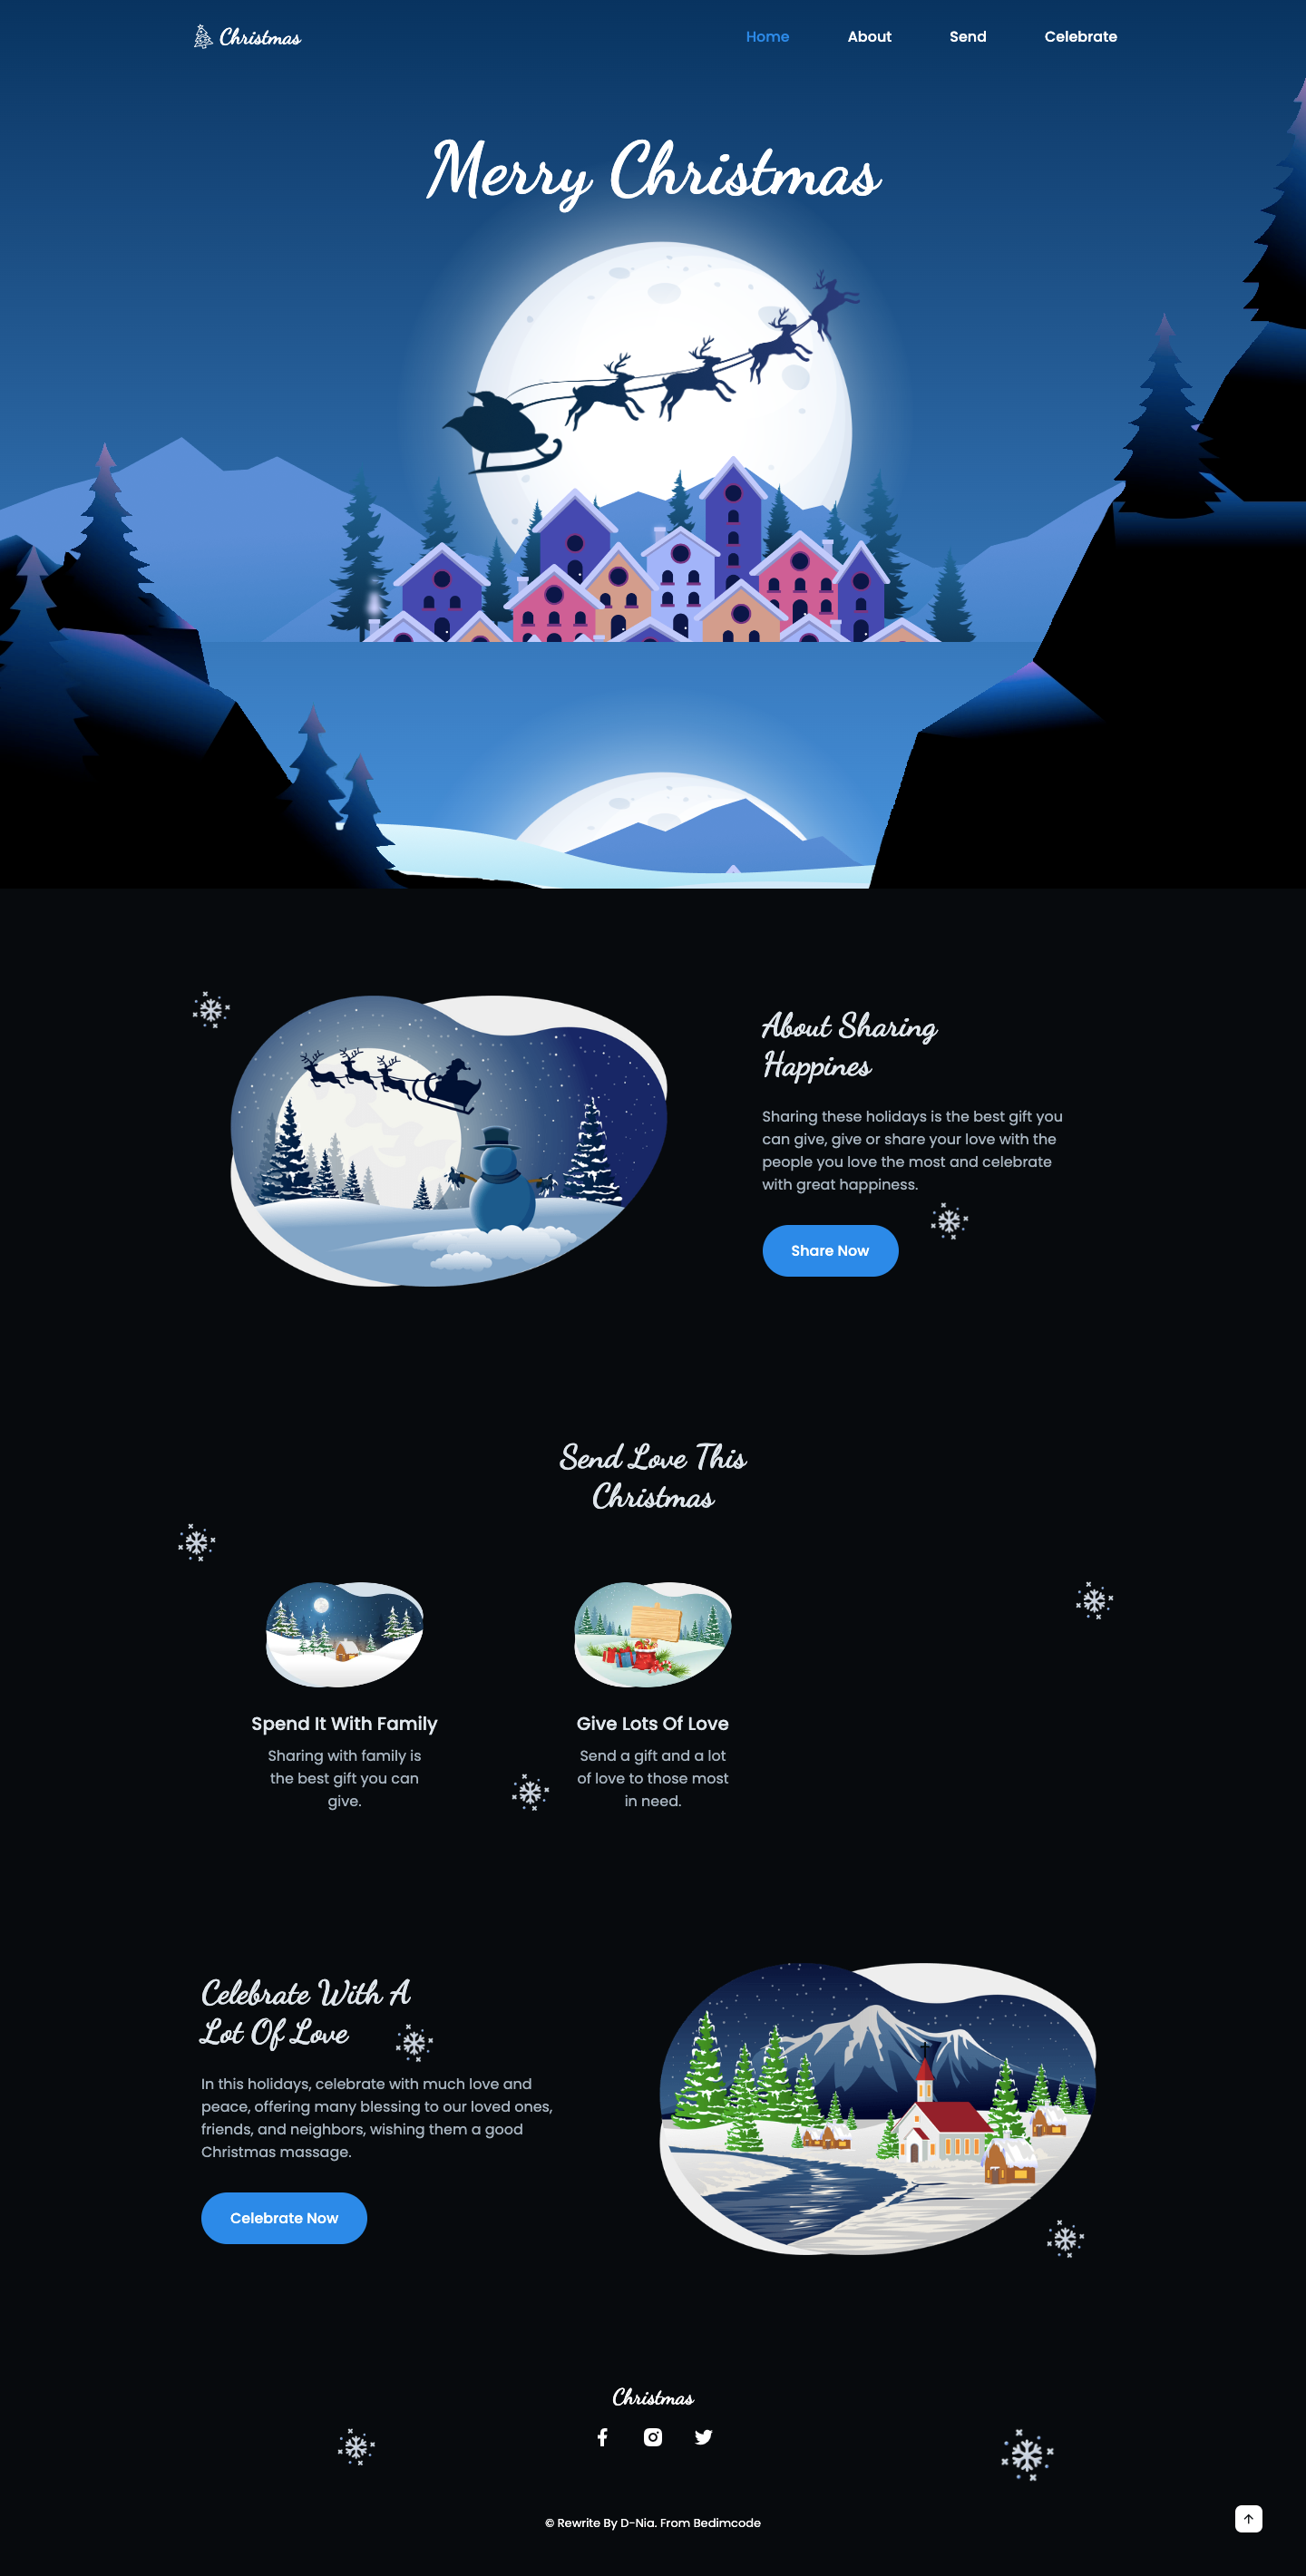 Christmas
Home
About
Send
Celebrate
Merry Christmas
About Sharing
Happines
Sharing these holidays is the best gift you
can give, give or share your love with the
people you love the most and celebrate
with great happiness.
Share Now
Send Love This
Christmas
Spend It With Family
Sharing with family is
the best gift you can
give.
Give Lots Of Love
Send a gift and a lot
of love to those most
in need.
Celebrate With A
Lot Of Love
In this holidays, celebrate with much love and
peace, offering many blessing to our loved ones,
friends, and neighbors, wishing them a good
Christmas massage.
Celebrate Now
Christmas
© Rewrite By D-Nia. From Bedimcode